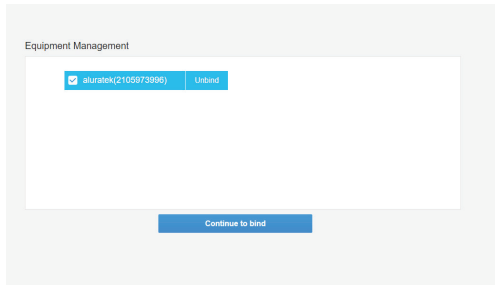 Equipment Management
aluratek(2105973996) Unbind
Continue to bind